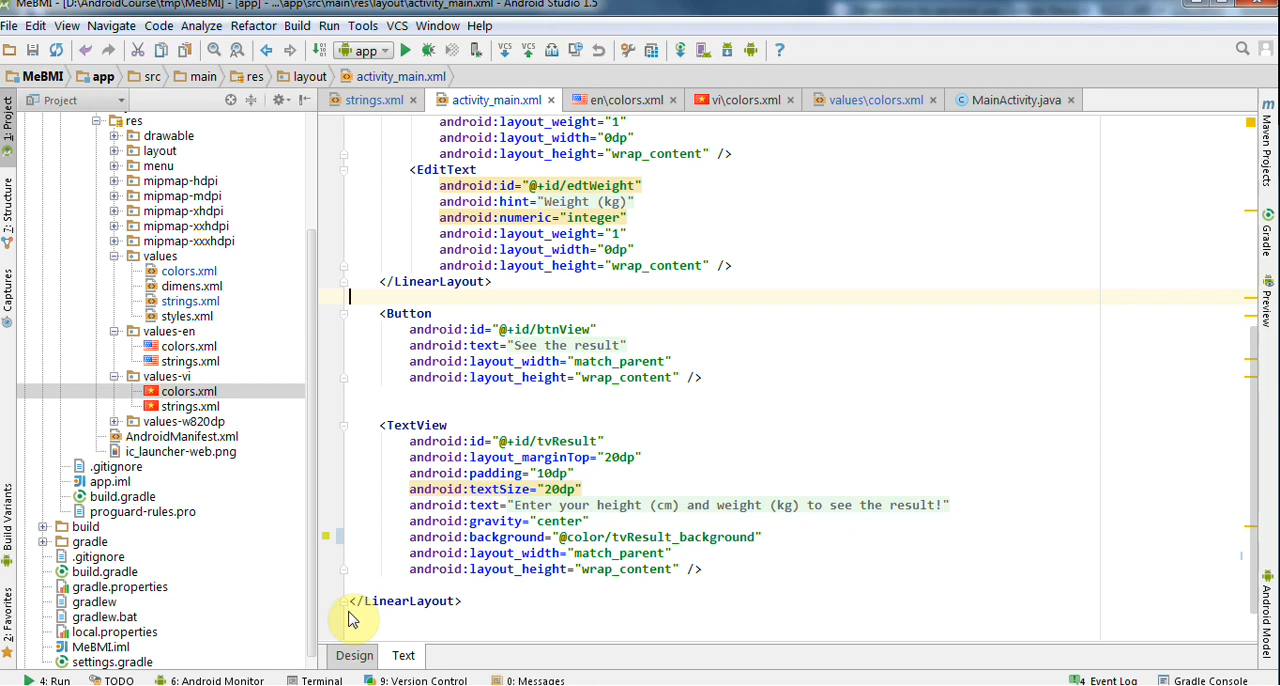 MeBMI - [D:\AndroidCourse\tmp\MeBMI] - [app] - ...\app\src\main\res\layout\activity_main.xml - Android Studio 1.5
File Edit View Navigate Code Analyze Refactor Build Run Tools VCS Window Help
app
MeBMI app src main res layout activity_main.xml
Project
strings.xml activity_main.xml en\colors.xml vi\colors.xml values\colors.xml MainActivity.java
1: Project
7: Structure
Captures
Build Variants
2: Favorites
res
drawable
layout
menu
mipmap-hdpi
mipmap-mdpi
mipmap-xhdpi
mipmap-xxhdpi
mipmap-xxxhdpi
values
colors.xml
dimens.xml
strings.xml
styles.xml
values-en
colors.xml
strings.xml
values-vi
colors.xml
strings.xml
values-w820dp
AndroidManifest.xml
ic_launcher-web.png
.gitignore
app.iml
build.gradle
proguard-rules.pro
build
gradle
.gitignore
build.gradle
gradle.properties
gradlew
gradlew.bat
local.properties
MeBMI.iml
settings.gradle
android:layout_weight="1"
android:layout_width="0dp"
android:layout_height="wrap_content" />
<EditText
android:id="@+id/edtWeight"
android:hint="Weight (kg)"
android:numeric="integer"
android:layout_weight="1"
android:layout_width="0dp"
android:layout_height="wrap_content" />
</LinearLayout>
<Button
android:id="@+id/btnView"
android:text="See the result"
android:layout_width="match_parent"
android:layout_height="wrap_content" />
<TextView
android:id="@+id/tvResult"
android:layout_marginTop="20dp"
android:padding="10dp"
android:textSize="20dp"
android:text="Enter your height (cm) and weight (kg) to see the result!"
android:gravity="center"
android:background="@color/tvResult_background"
android:layout_width="match_parent"
android:layout_height="wrap_content" />
</LinearLayout>
Design Text
m
Maven Projects
Gradle
Preview
Android Model
4: Run TODO 6: Android Monitor Terminal 9: Version Control 0: Messages 4 Event Log Gradle Console